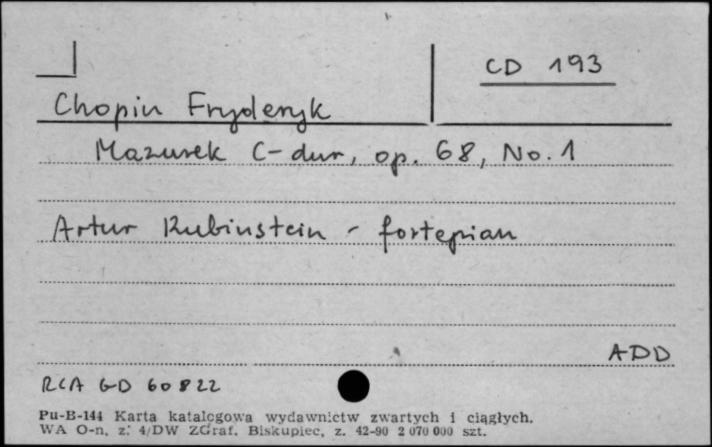 CD 193
Chopin Fryderyk
Mazurek C-dur, op. 68, No. 1
Artur Rubinstein - fortepian
ADD
RCA GD 60822
Pu-B-144 Karta katalogowa wydawnictw zwartych i ciągłych.
WA O-n, z. 4/DW ZGraf. Biskupiec, z. 42-90 2 070 000 szt.